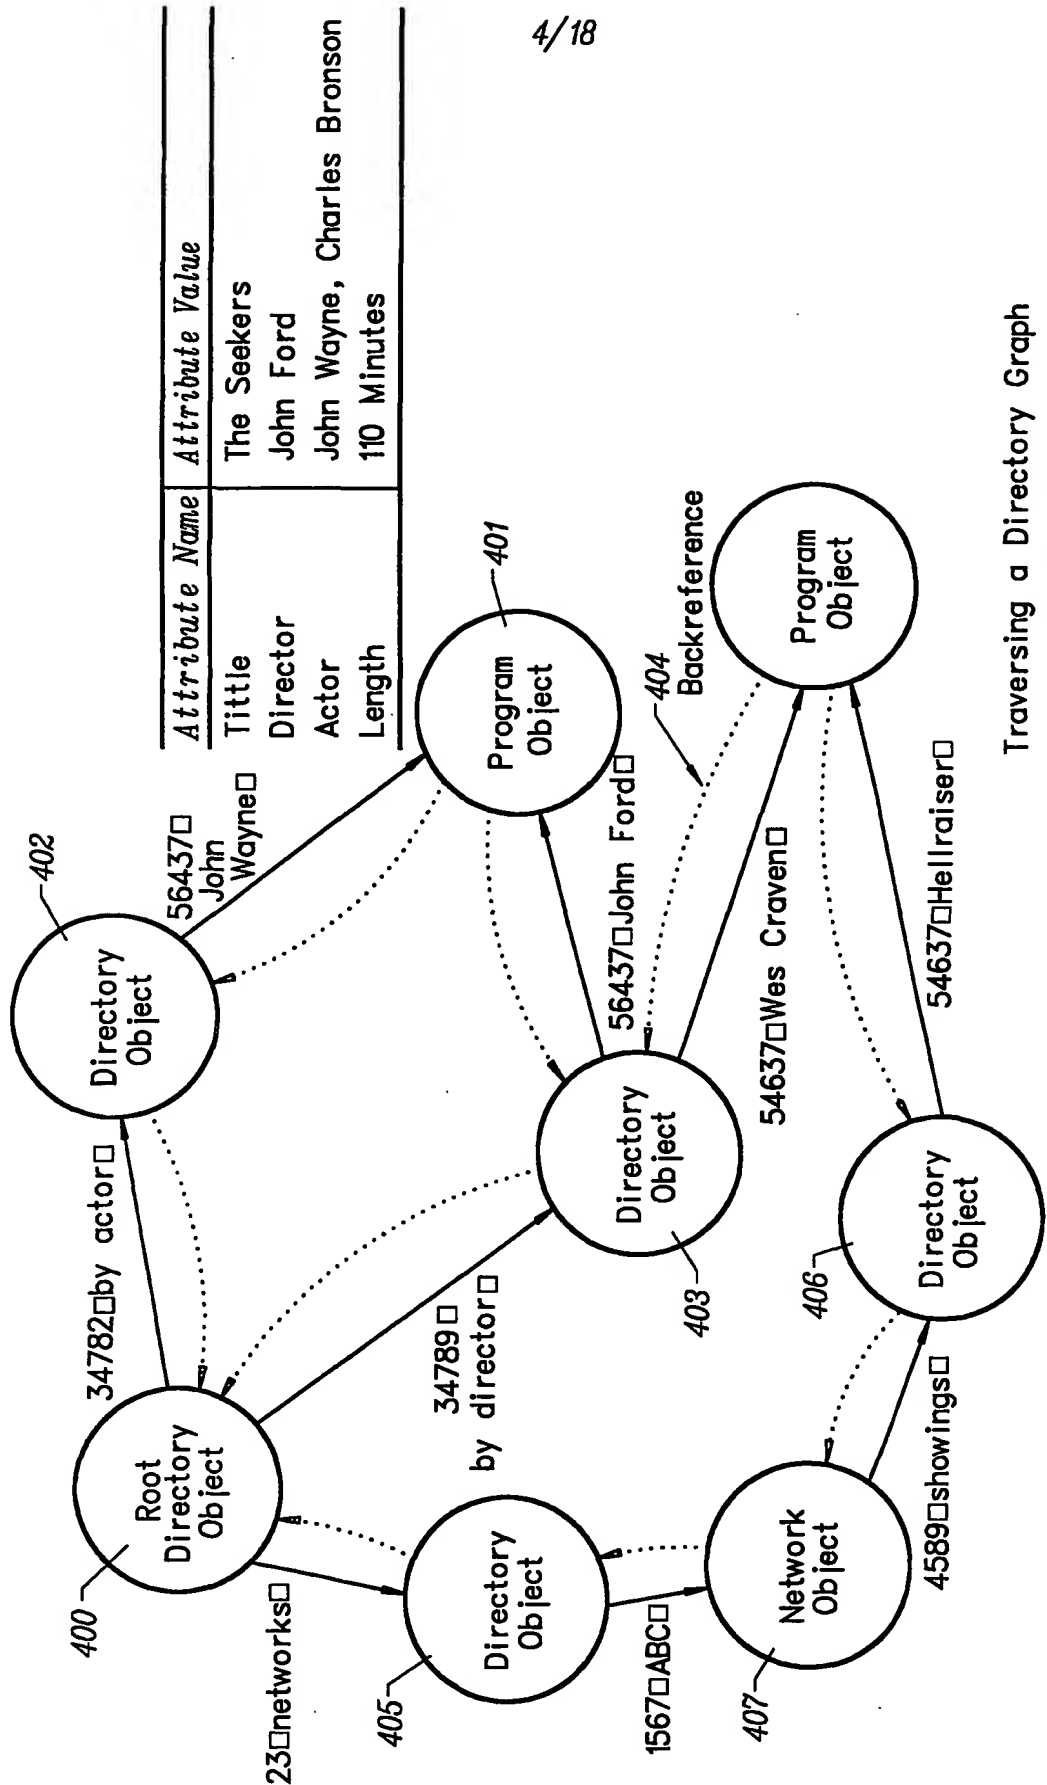 4/18
Attribute Name Attribute Value
Tittle The Seekers
Director John Ford
Actor John Wayne, Charles Bronson
Length 110 Minutes
402
Directory
Object
56437□
John
Wayne□
401
Program
Object
34782□by actor□
400
Root
Directory
Object
34789□
by director□
403
Directory
Object
56437□John Ford□
404
Backreference
Program
Object
54637□Wes Craven□
23□networks□
405
Directory
Object
1567□ABC□
407
Network
Object
4589□showings□
406
Directory
Object
54637□Hellraiser□
Traversing a Directory Graph